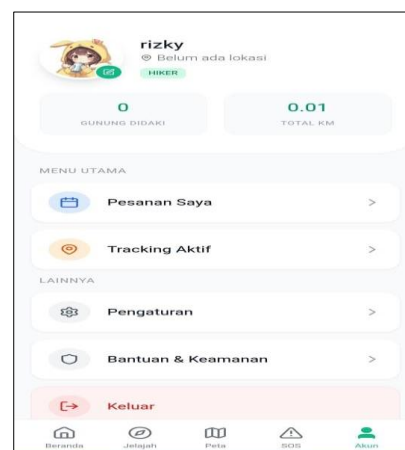 rizky
Belum ada lokasi
HIKER
0
0.01
GUNUNG DIDAKI
TOTAL KM
MENU UTAMA
Pesanan Saya
Tracking Aktif
LAINNYA
Pengaturan
Bantuan & Keamanan
Keluar
Beranda
Jelajah
Peta
SOS
Akun